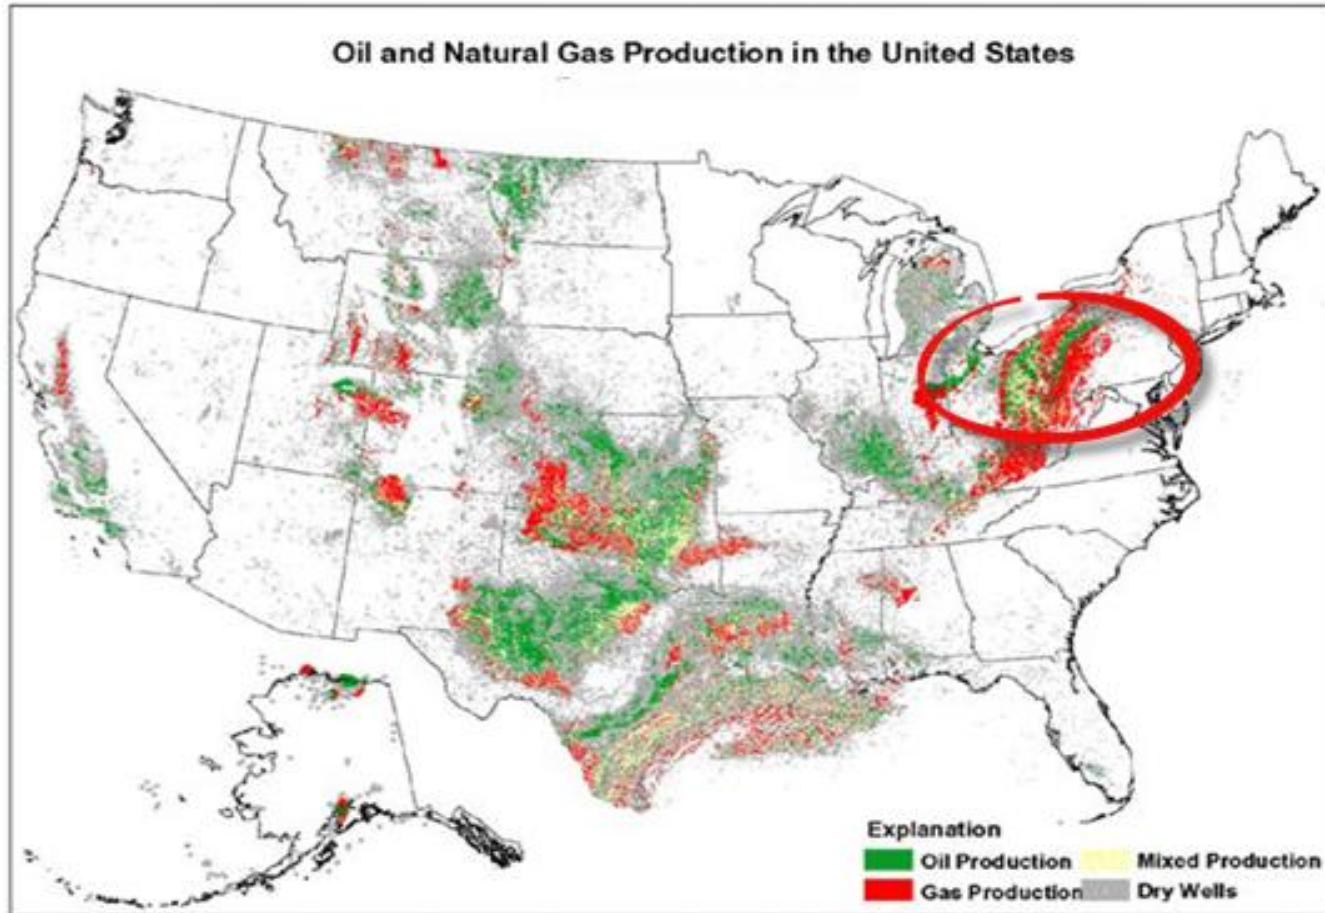 Oil and Natural Gas Production in the United States
Explanation
Oil Production
Mixed Production
Gas Production
Dry Wells